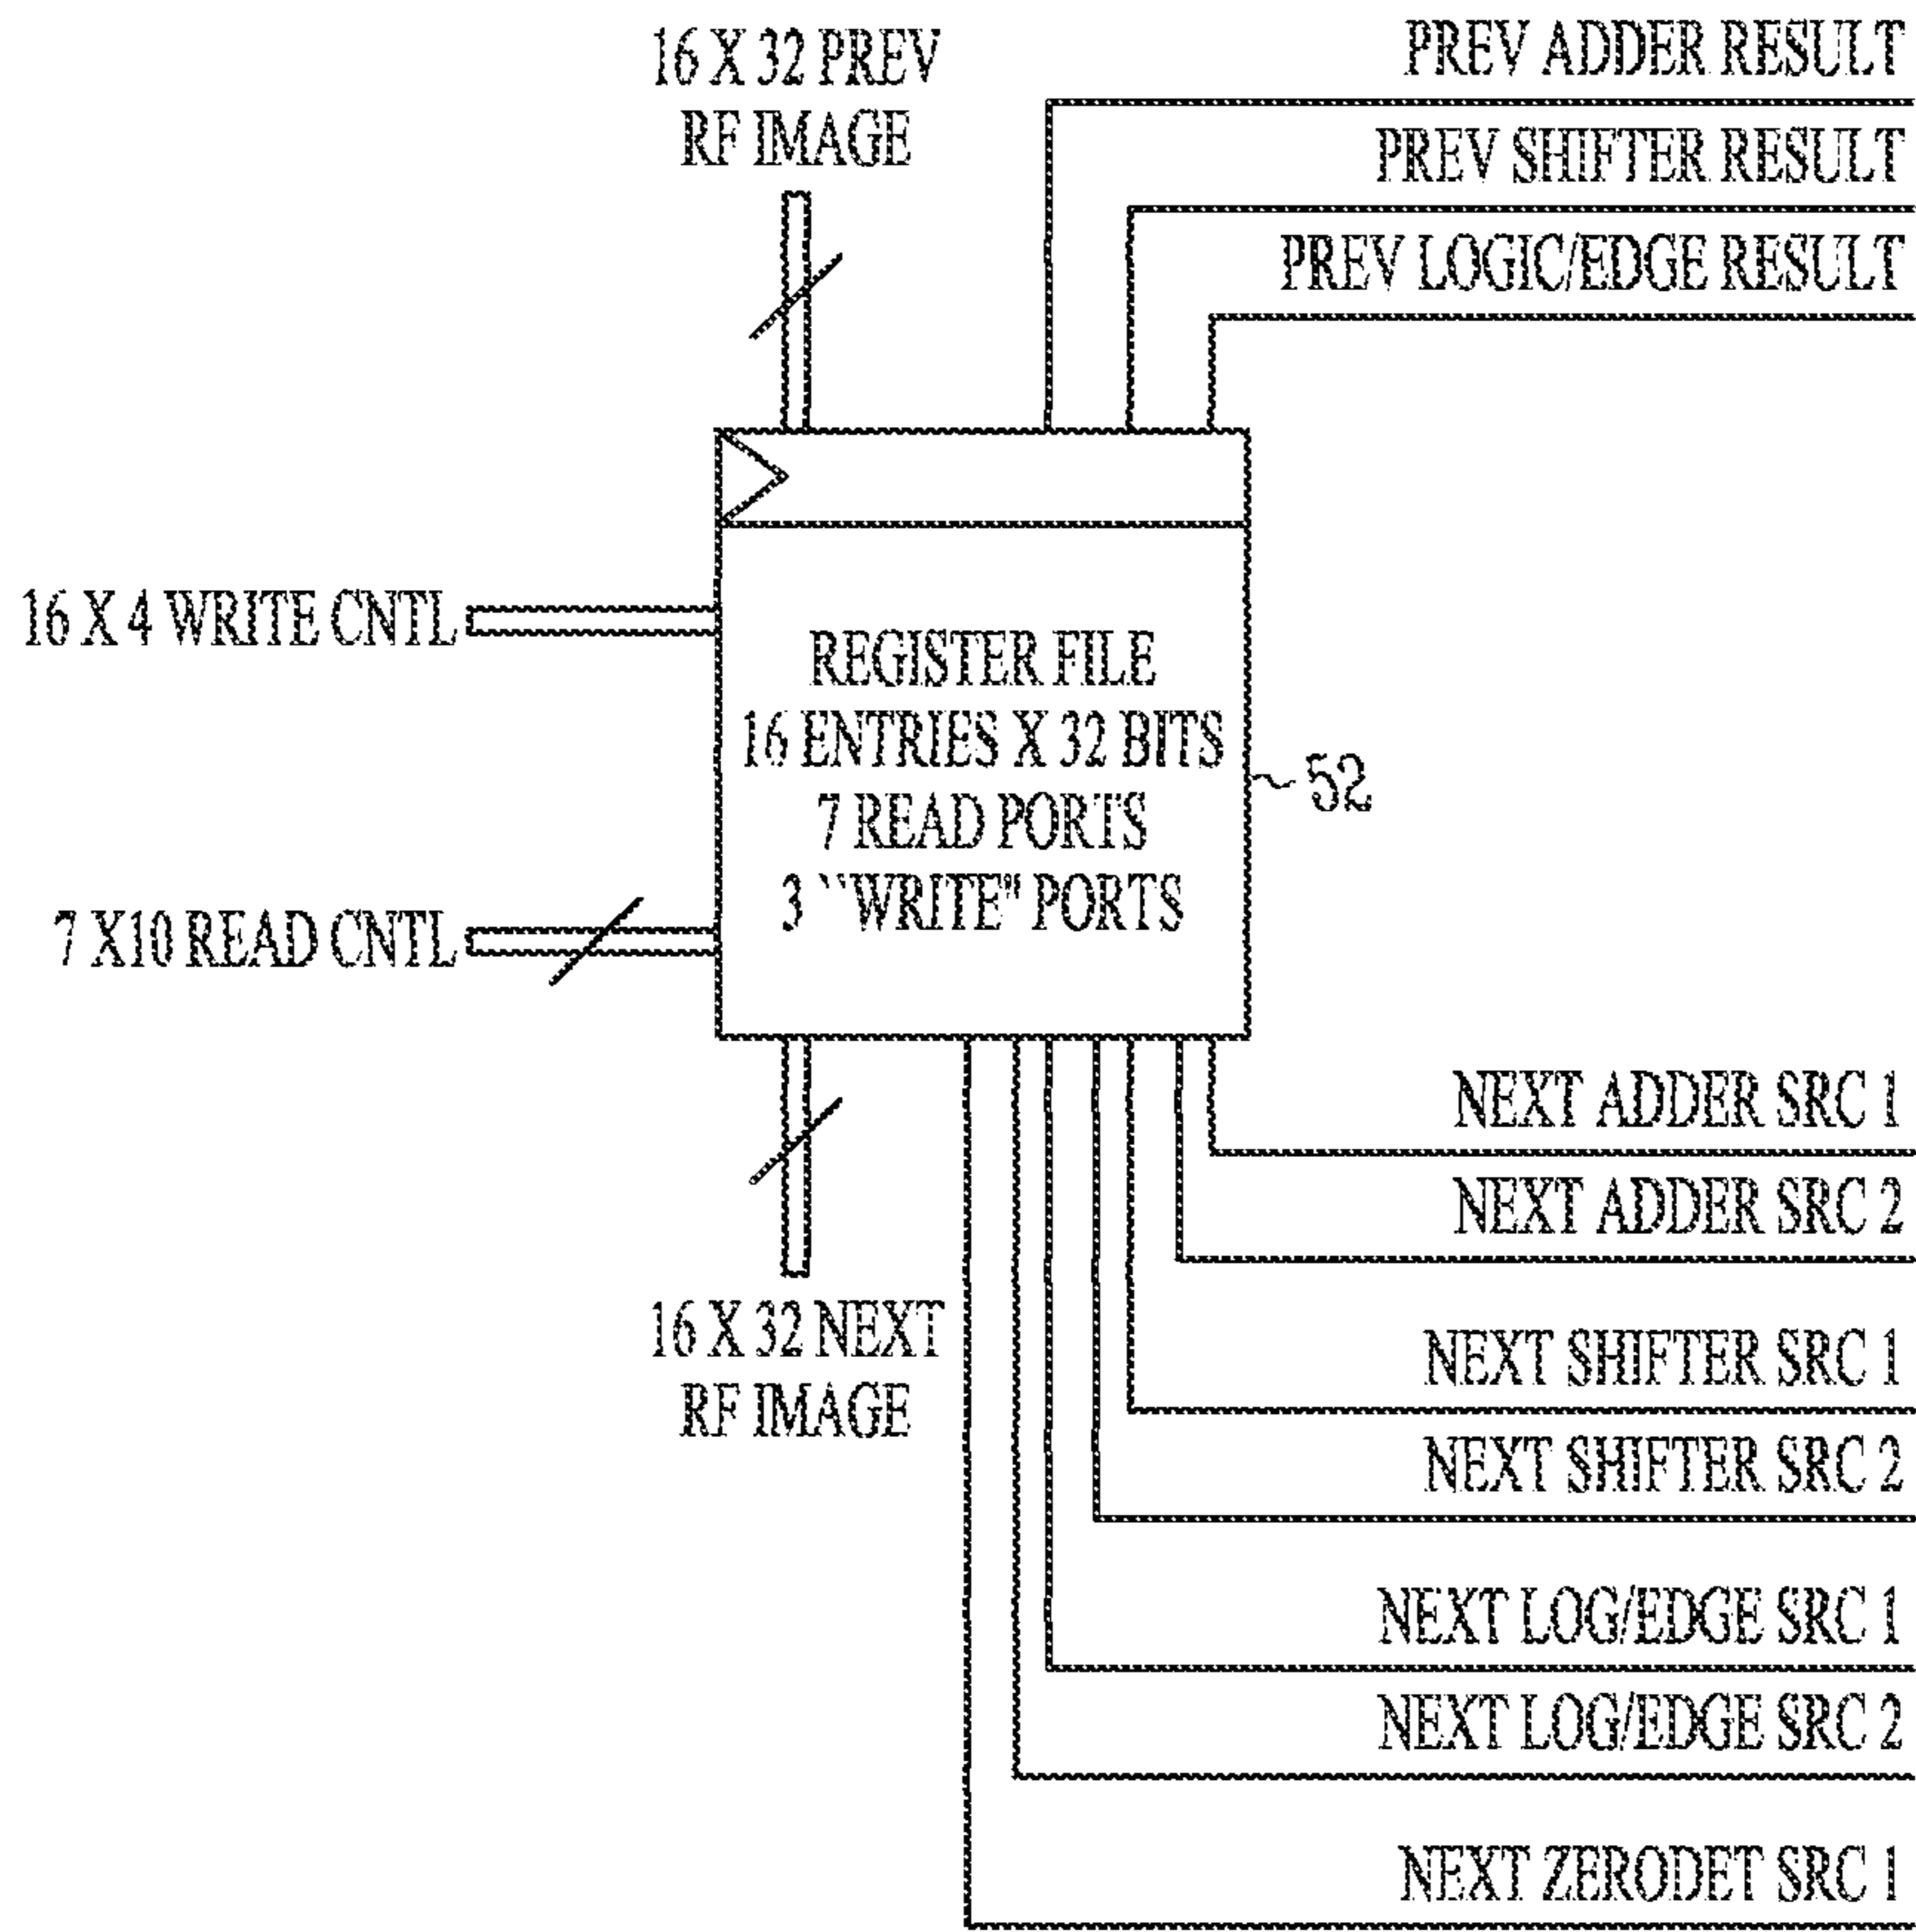 16 X 32 PREV
RF IMAGE
PREV ADDER RESULT
PREV SHIFTER RESULT
PREV LOGIC/EDGE RESULT
16 X 4 WRITE CNTL
REGISTER FILE
16 ENTRIES X 32 BITS
7 READ PORTS
3 ``WRITE" PORTS
52
7 X10 READ CNTL
NEXT ADDER SRC 1
NEXT ADDER SRC 2
16 X 32 NEXT
RF IMAGE
NEXT SHIFTER SRC 1
NEXT SHIFTER SRC 2
NEXT LOG/EDGE SRC 1
NEXT LOG/EDGE SRC 2
NEXT ZERODET SRC 1